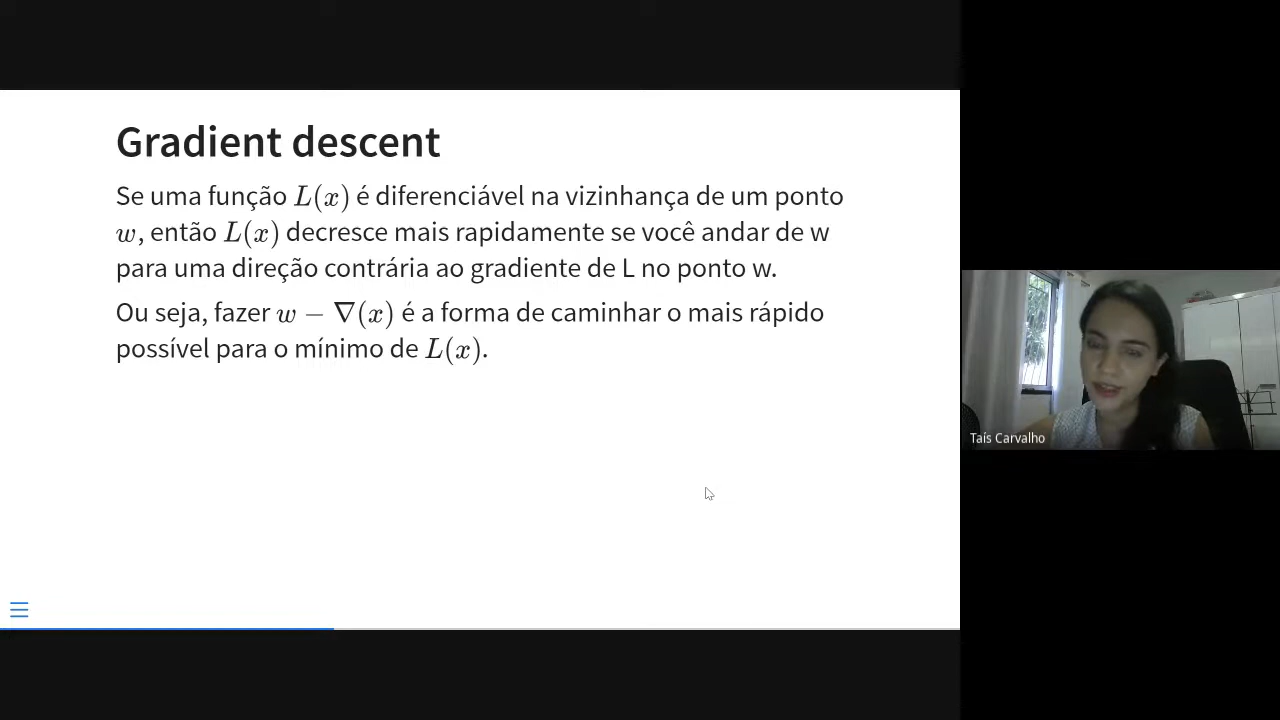 Gradient descent
Se uma função L(x) é diferenciável na vizinhança de um ponto
w, então L(x) decresce mais rapidamente se você andar de w
para uma direção contrária ao gradiente de L no ponto w.
Ou seja, fazer w − ∇(x) é a forma de caminhar o mais rápido
possível para o mínimo de L(x).
Taís Carvalho